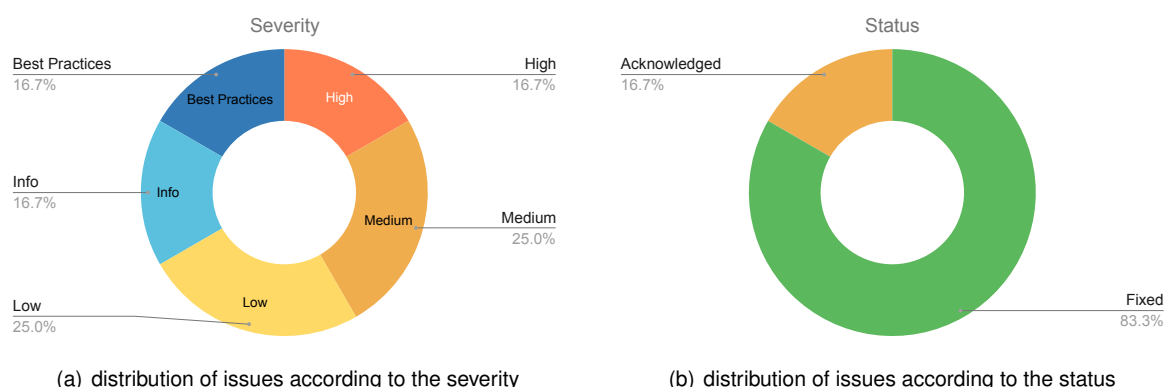 Severity
Best Practices
16.7%
High
16.7%
Best Practices
High
Info
16.7%
Info
Medium
Medium
25.0%
Low
Low
25.0%
(a) distribution of issues according to the severity
Status
Acknowledged
16.7%
Fixed
83.3%
(b) distribution of issues according to the status